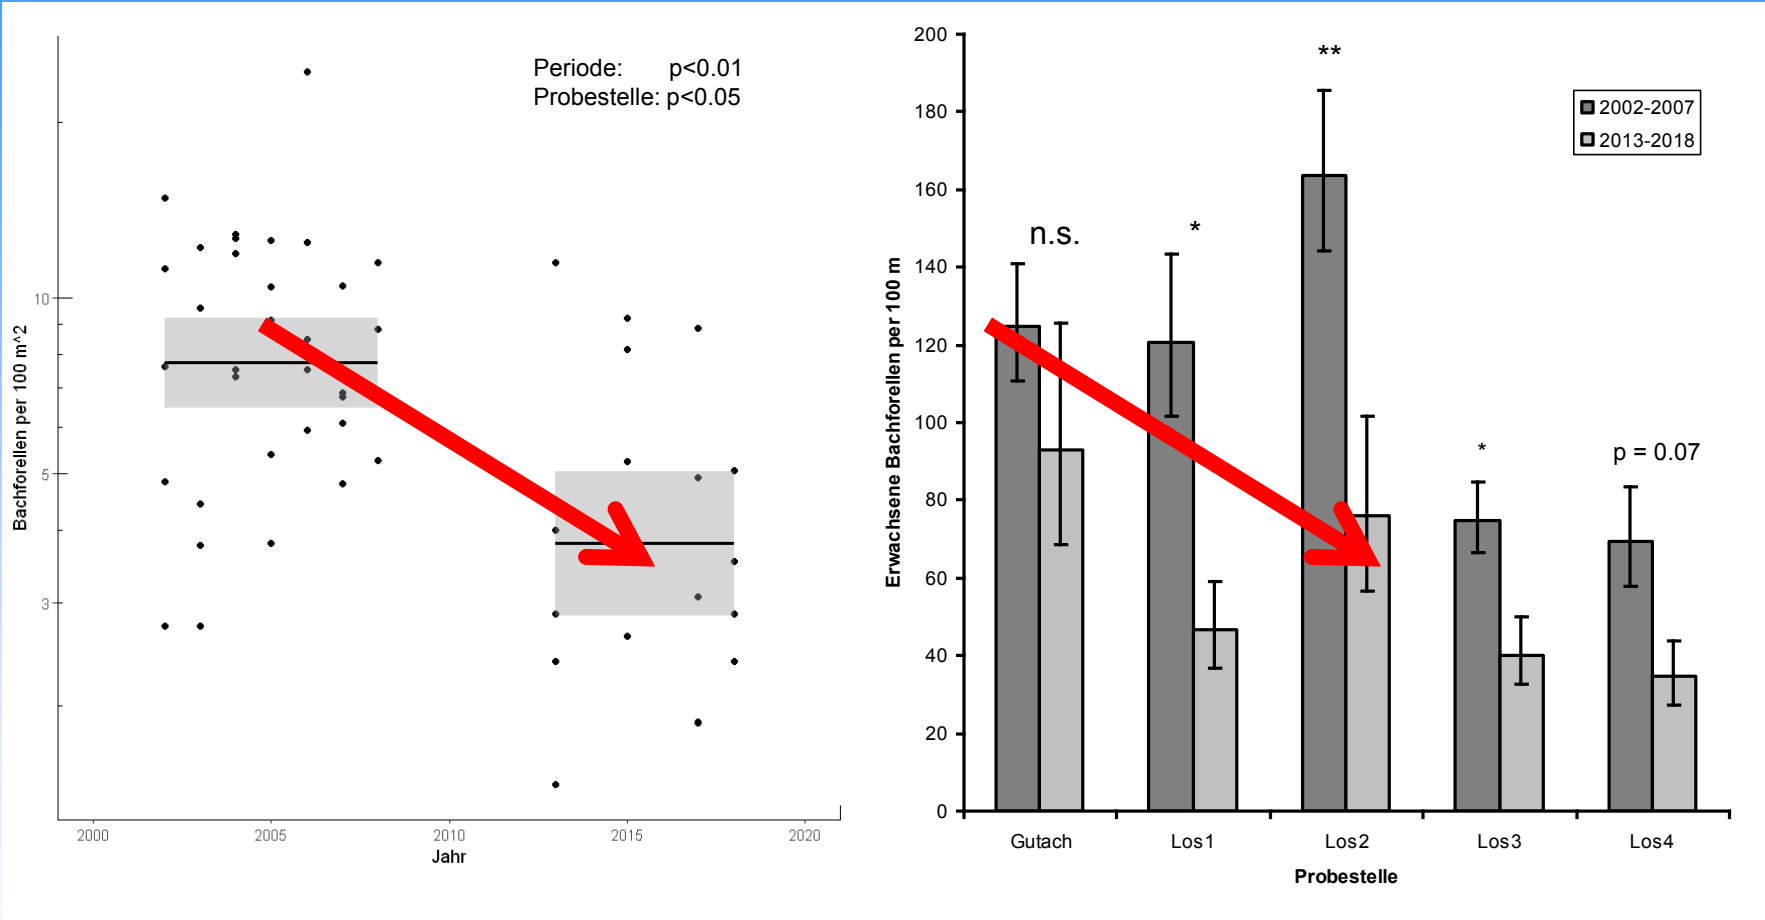 Periode: p<0.01
Probestelle: p<0.05
10
5
3
Bachforellen per 100 m^2
2000 2005 2010 2015 2020
Jahr
200
180
160
140
120
100
80
60
40
20
0
Erwachsene Bachforellen per 100 m
n.s.
*
**
*
p = 0.07
2002-2007
2013-2018
Gutach Los1 Los2 Los3 Los4
Probestelle